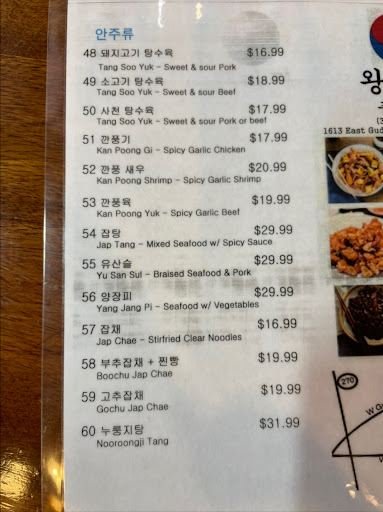 안주류
48 돼지고기 탕수육 $16.99
Tang Soo Yuk - Sweet & sour Pork
49 소고기 탕수육 $18.99
Tang Soo Yuk - Sweet & sour Beef
50 사천 탕수육 $17.99
Tang Soo Yuk - Sweet & sour Pork or beef
51 깐풍기 $17.99
Kan Poong Gi - Spicy Garlic Chicken
52 깐풍 새우 $20.99
Kan Poong Shrimp - Spicy Garlic Shrimp
53 깐풍육 $19.99
Kan Poong Yuk - Spicy Garlic Beef
54 잡탕 $29.99
Jap Tang - Mixed Seafood w/ Spicy Sauce
55 유산슬 $29.99
Yu San Sul - Braised Seafood & Pork
56 양장피 $29.99
Yang Jang Pi - Seafood w/ Vegetables
57 잡채 $16.99
Jap Chae - Stirfried Clear Noodles
58 부추잡채 + 찐빵 $19.99
Boochu Jap Chae
59 고추잡채 $19.99
Gochu Jap Chae
60 누룽지탕 $31.99
Nooroongji Tang
왕
(3
1613 East Gud
270
W G